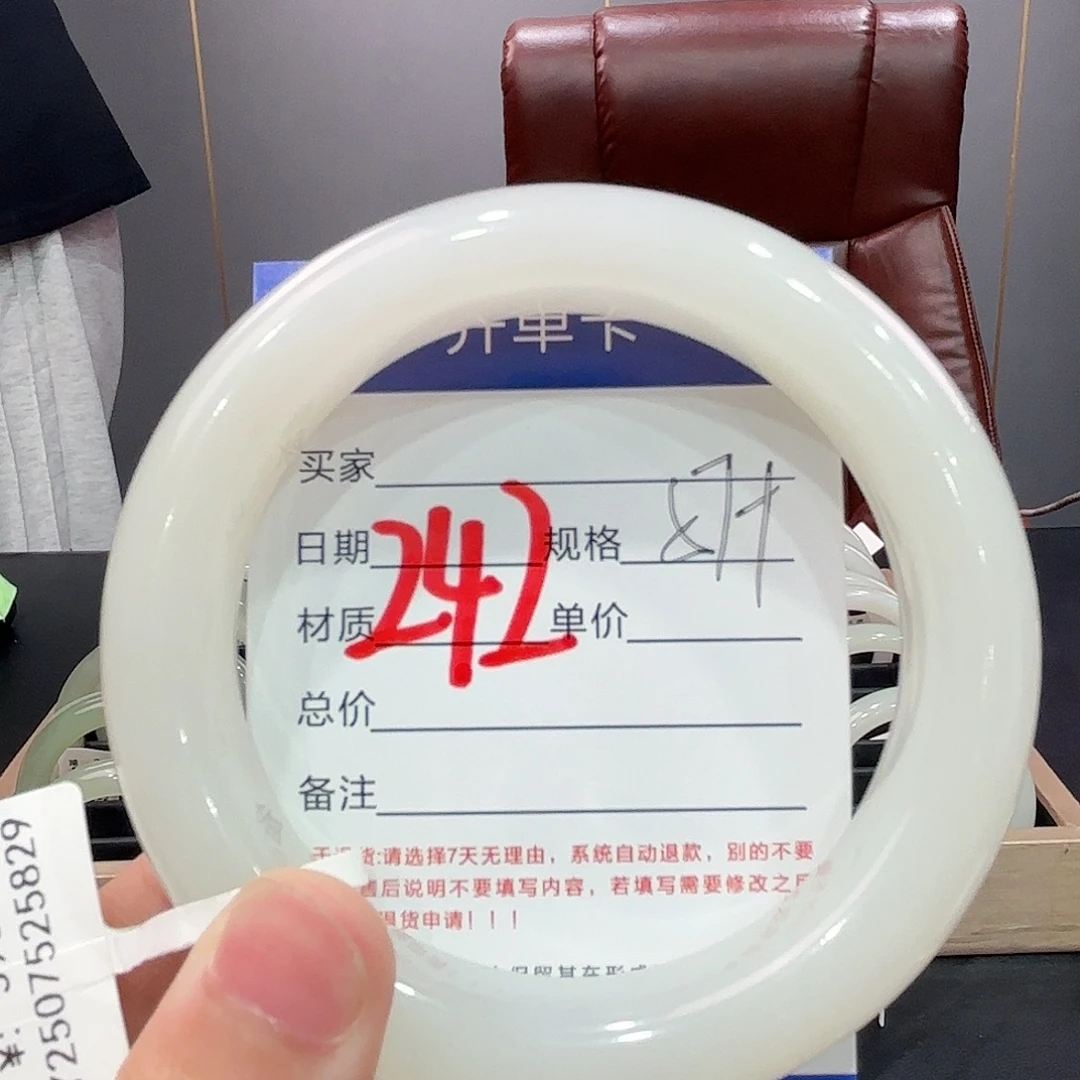 开单卡
买家
日期 242 规格
材质 单价
总价
备注
货:请选择7天无理由，系统自动退款，别的不要
售后说明不要填写内容，若填写需要修改之后
退货申请！！！
250752525829